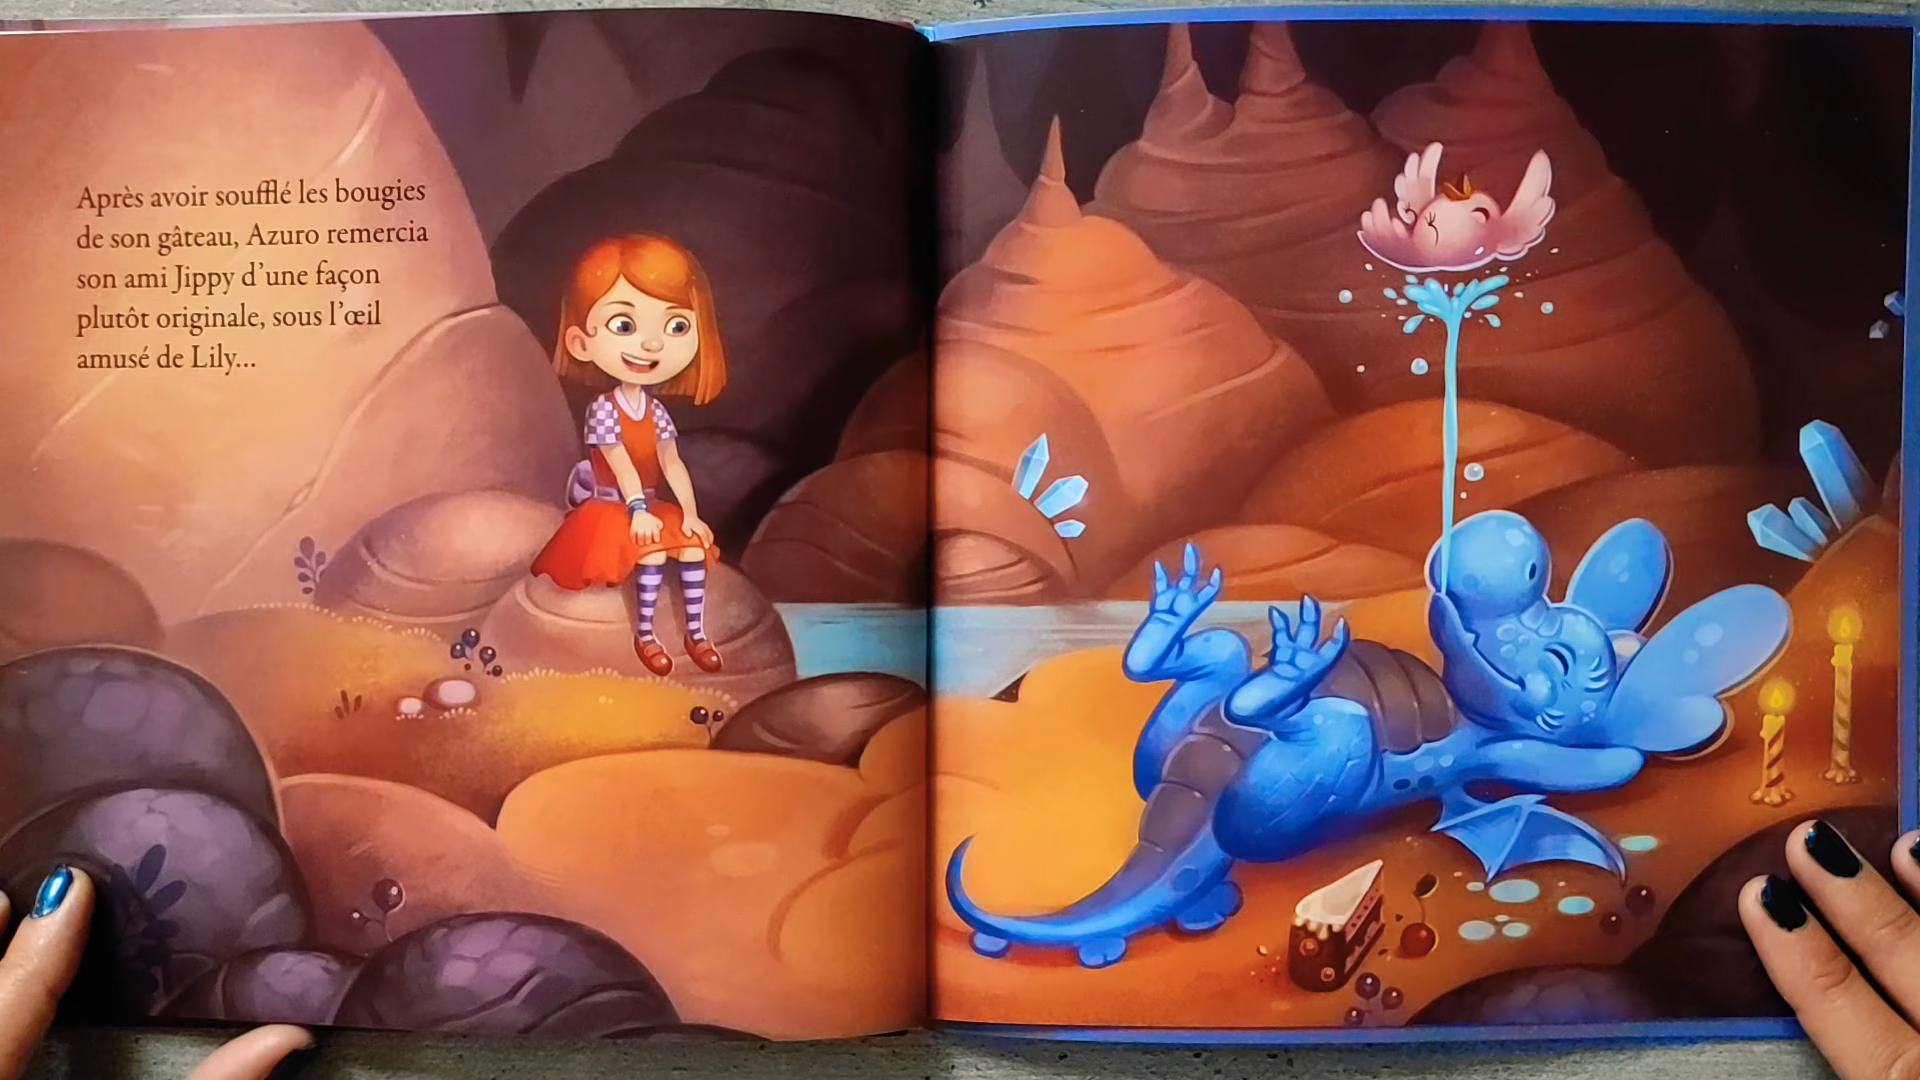 Après avoir soufflé les bougies
de son gâteau, Azuro remercia
son ami Jippy d’une façon
plutôt originale, sous l’œil
amusé de Lily...